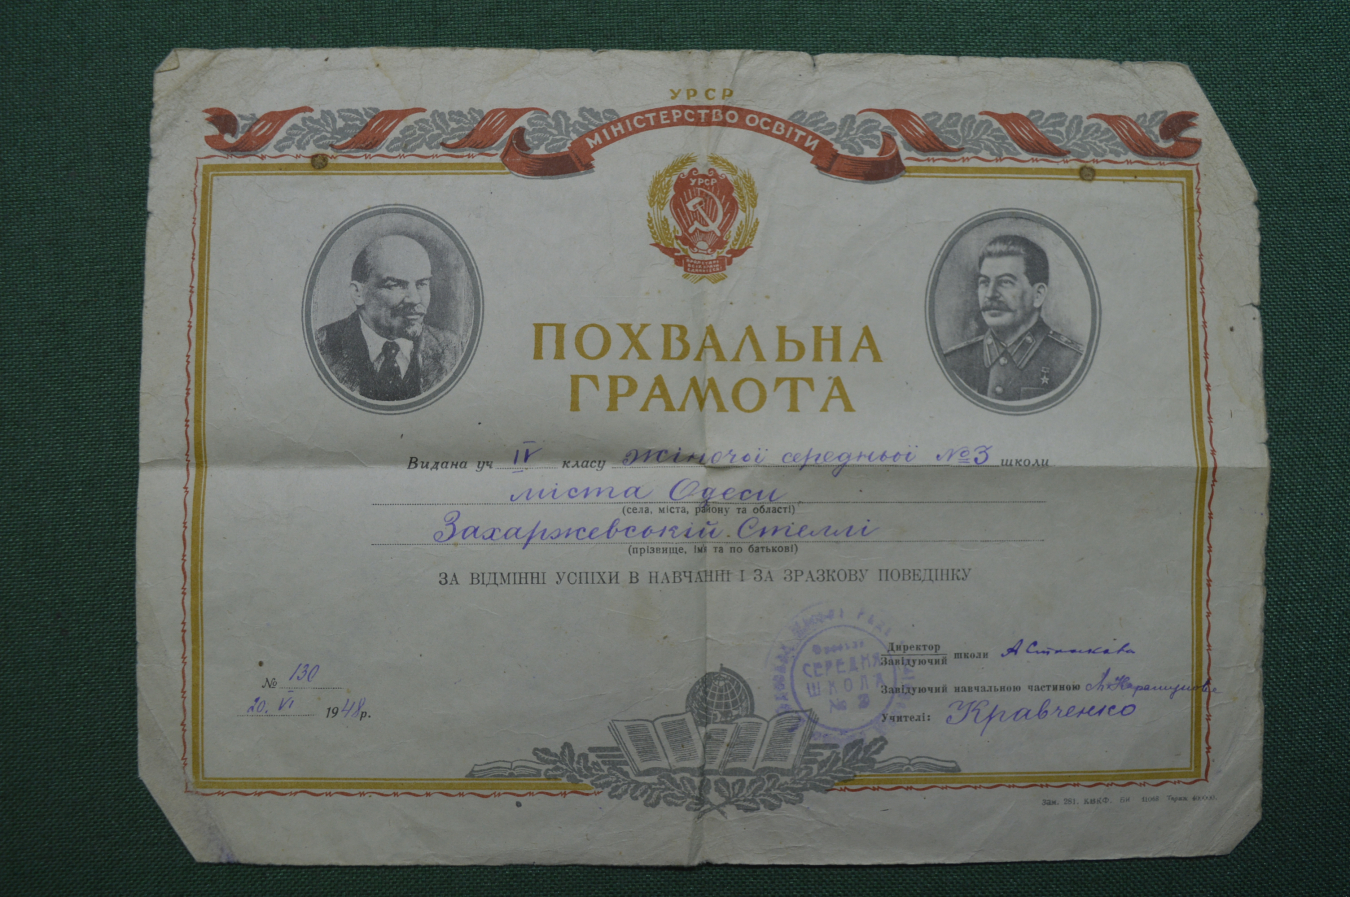 УРСР
МІНІСТЕРСТВО ОСВІТИ
УРСР
ПОХВАЛЬНА
ГРАМОТА
Видана уч IV класу жіночої середньої №3 школи
міста Одеси
(села, міста, району та області)
Захаржевській Стеллі
(прізвище, ім'я та по батькові)
ЗА ВІДМІННІ УСПІХИ В НАВЧАННІ І ЗА ЗРАЗКОВУ ПОВЕДІНКУ
№ 130
20. VI 1948 р.
СЕРЕДНЯ
ШКОЛА
№ 3
Директор
Завідуючий школи
Завідуючий навчальною частиною
Учителі: Кравченко
Зам. 281.